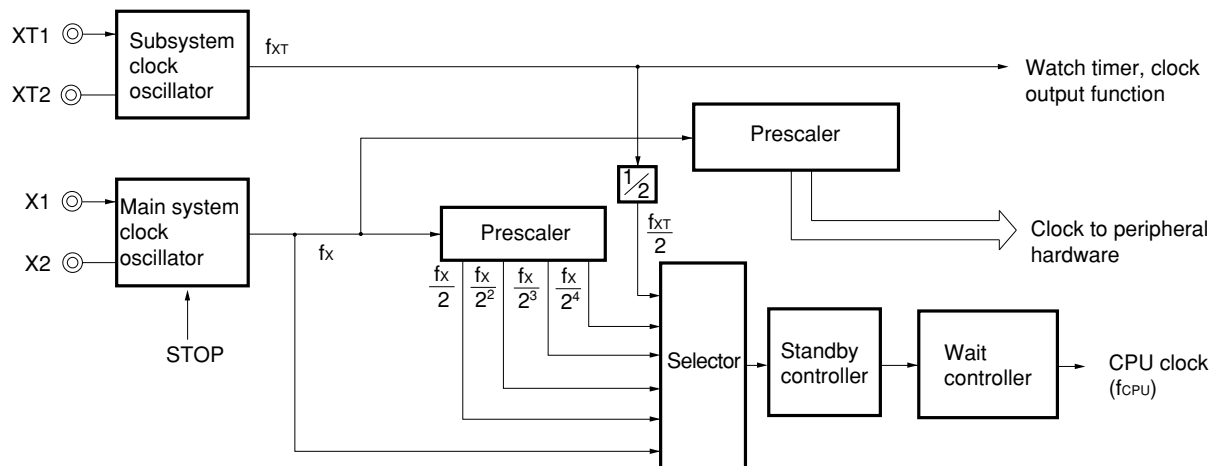 XT1
XT2
Subsystem
clock
oscillator
fXT
Watch timer, clock
output function
Prescaler
1/2
fXT
2
X1
X2
Main system
clock
oscillator
fX
Prescaler
Clock to peripheral
hardware
fX
2
fX
2²
fX
2³
fX
2⁴
STOP
Selector
Standby
controller
Wait
controller
CPU clock
(fCPU)